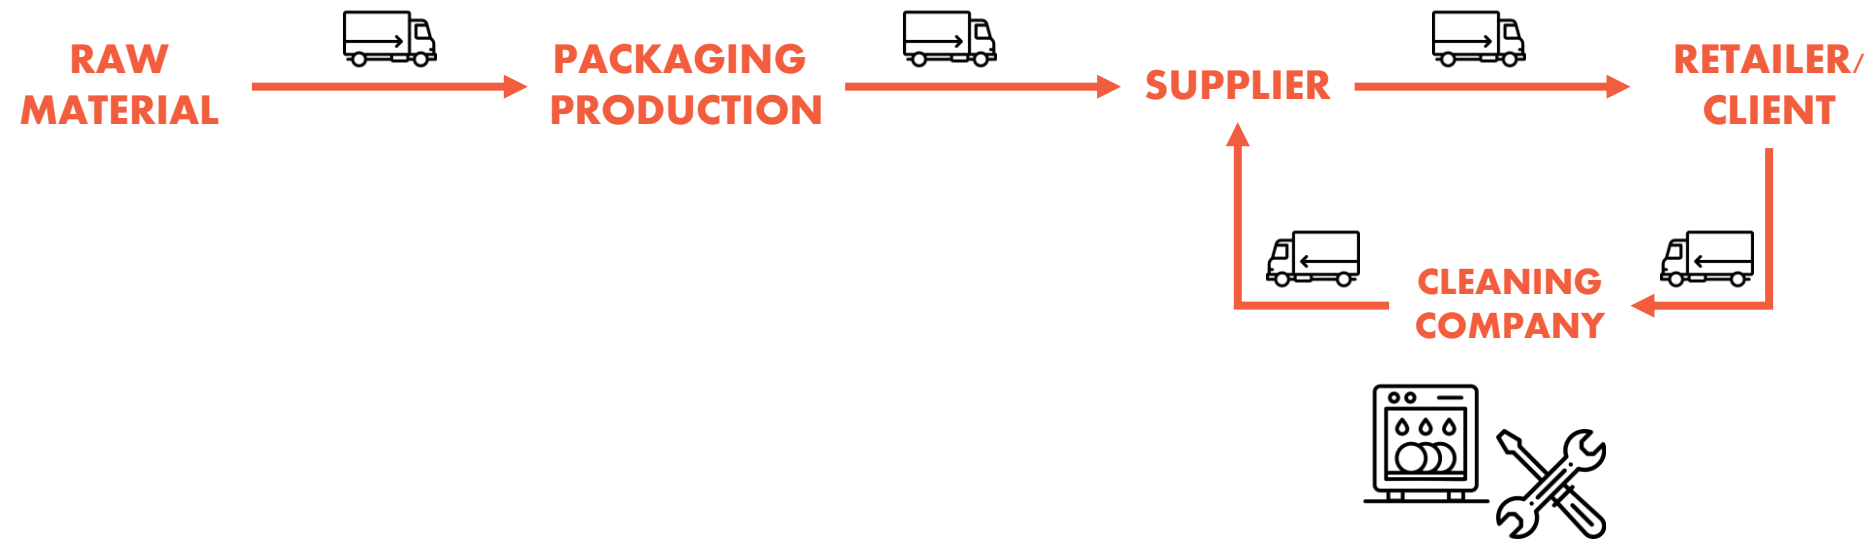 RAW
MATERIAL
PACKAGING
PRODUCTION
SUPPLIER
RETAILER/
CLIENT
CLEANING
COMPANY